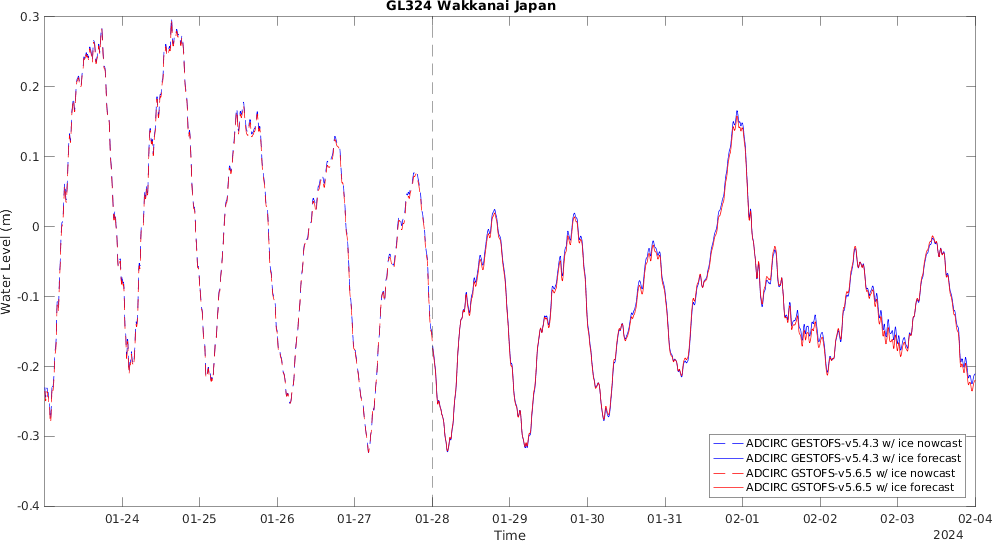 GL324 Wakkanai Japan
Water Level (m)
0.3
0.2
0.1
0
-0.1
-0.2
-0.3
-0.4
ADCIRC GESTOFS-v5.4.3 w/ ice nowcast
ADCIRC GESTOFS-v5.4.3 w/ ice forecast
ADCIRC GSTOFS-v5.6.5 w/ ice nowcast
ADCIRC GSTOFS-v5.6.5 w/ ice forecast
01-24 01-25 01-26 01-27 01-28 01-29 01-30 01-31 02-01 02-02 02-03 02-04
Time
2024